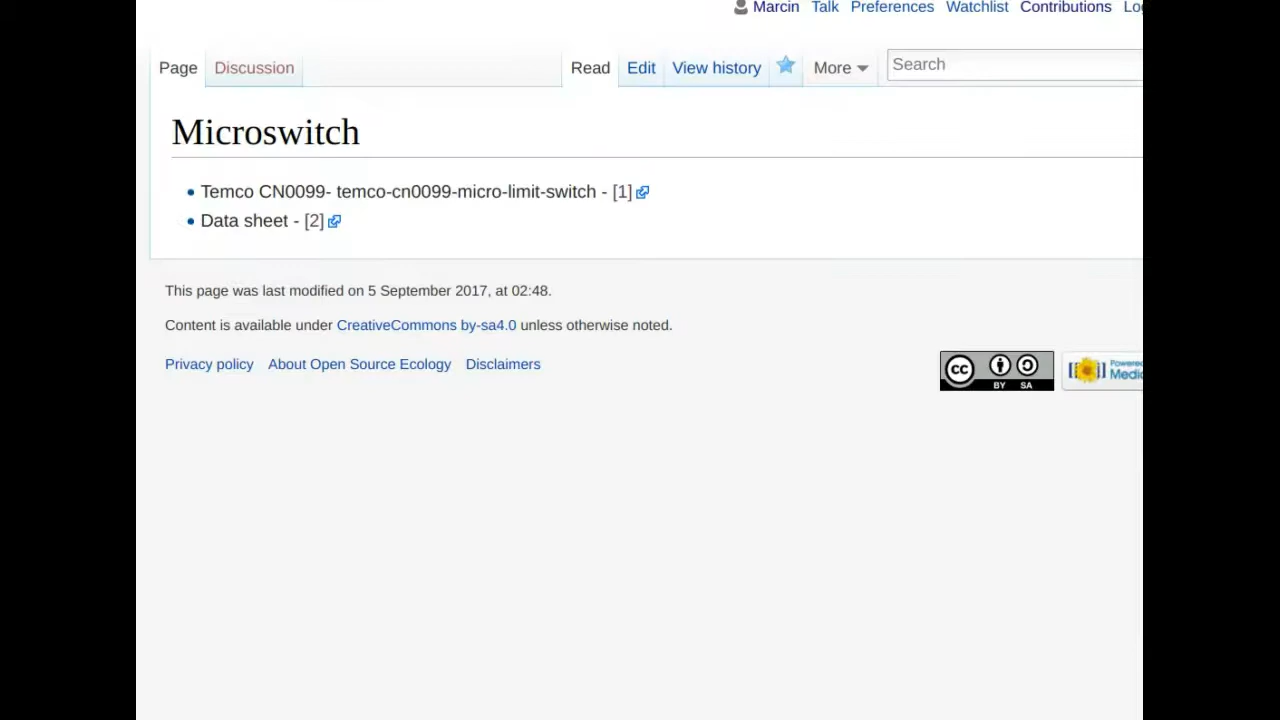 Marcin Talk Preferences Watchlist Contributions
Page Discussion Read Edit View history More Search
Microswitch
Temco CN0099- temco-cn0099-micro-limit-switch - [1]
Data sheet - [2]
This page was last modified on 5 September 2017, at 02:48.
Content is available under CreativeCommons by-sa4.0 unless otherwise noted.
Privacy policy About Open Source Ecology Disclaimers
cc BY SA